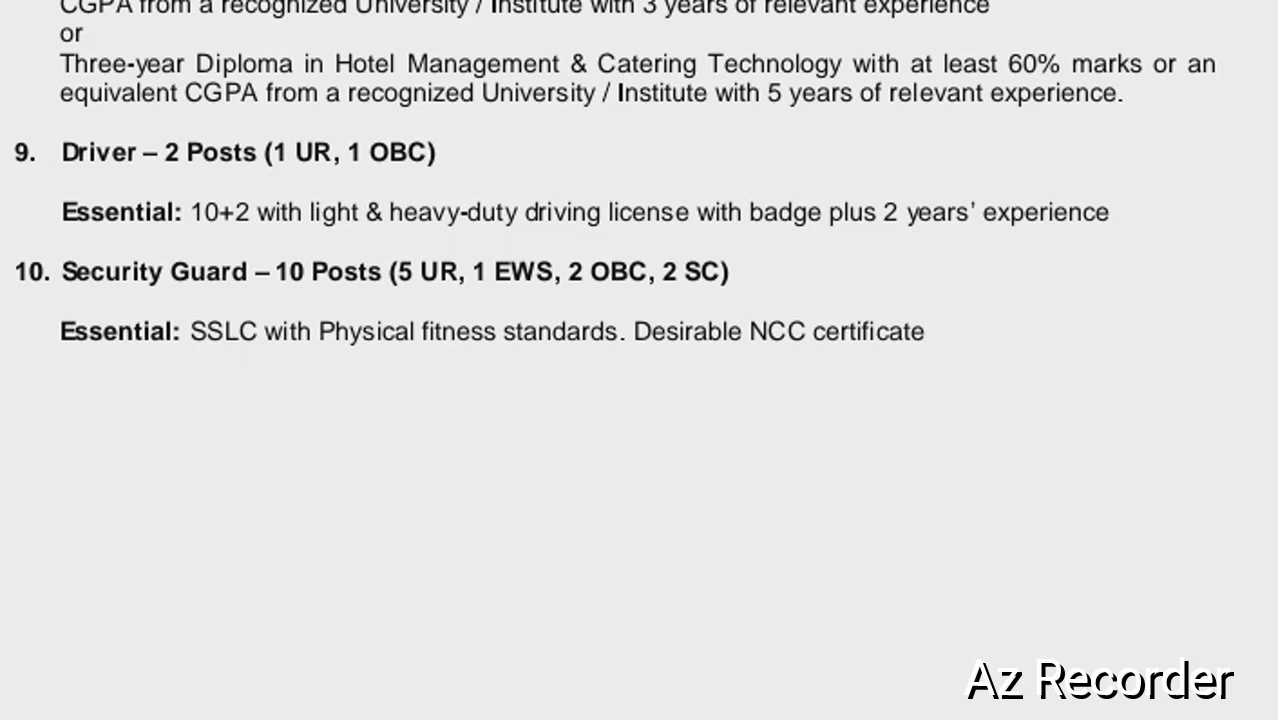 CGPA from a recognized University / Institute with 3 years of relevant experience
or
Three-year Diploma in Hotel Management & Catering Technology with at least 60% marks or an
equivalent CGPA from a recognized University / Institute with 5 years of relevant experience.
9. Driver – 2 Posts (1 UR, 1 OBC)
Essential: 10+2 with light & heavy-duty driving license with badge plus 2 years’ experience
10. Security Guard – 10 Posts (5 UR, 1 EWS, 2 OBC, 2 SC)
Essential: SSLC with Physical fitness standards. Desirable NCC certificate
Az Recorder